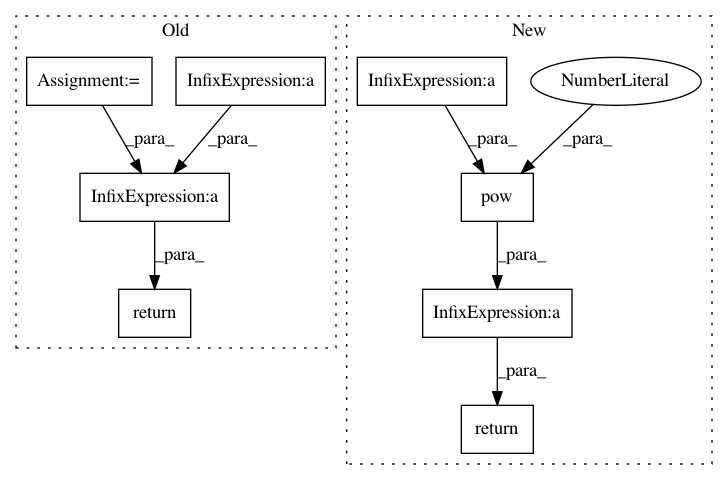 Old
New
Assignment:=
InfixExpression:a
InfixExpression:a
NumberLiteral
_para_
_para_
_para_
_para_
InfixExpression:a
pow
_para_
_para_
return
InfixExpression:a
_para_
return